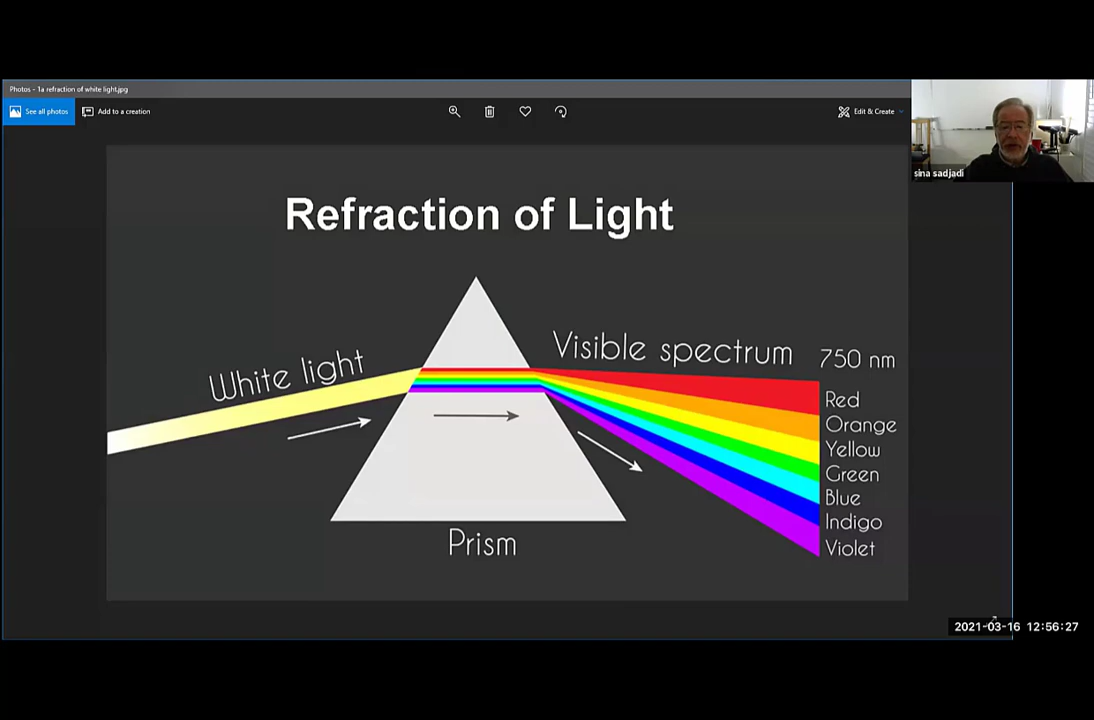 Photos - 1a refraction of white light.jpg
See all photos
Add to a creation
Edit & Create
sina sadjadi
Refraction of Light
White light
Visible spectrum
750 nm
Red
Orange
Yellow
Green
Blue
Indigo
Violet
Prism
2021-03-16 12:56:27